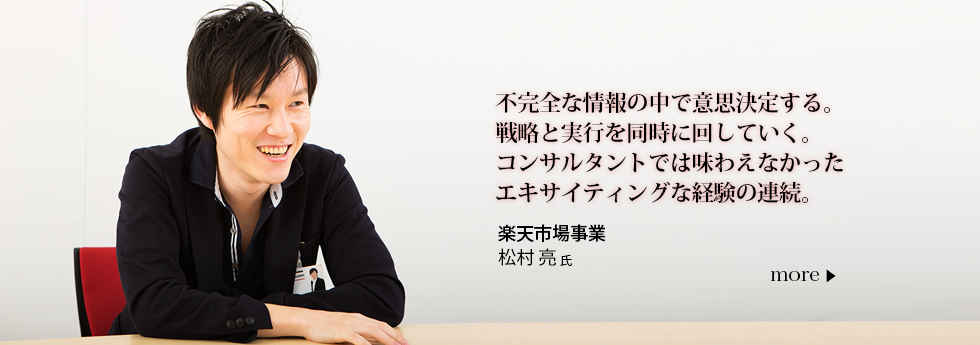 不完全な情報の中で意思決定する。
戦略と実行を同時に回していく。
コンサルタントでは味わえなかった
エキサイティングな経験の連続。
楽天市場事業
松村 亮 氏
more